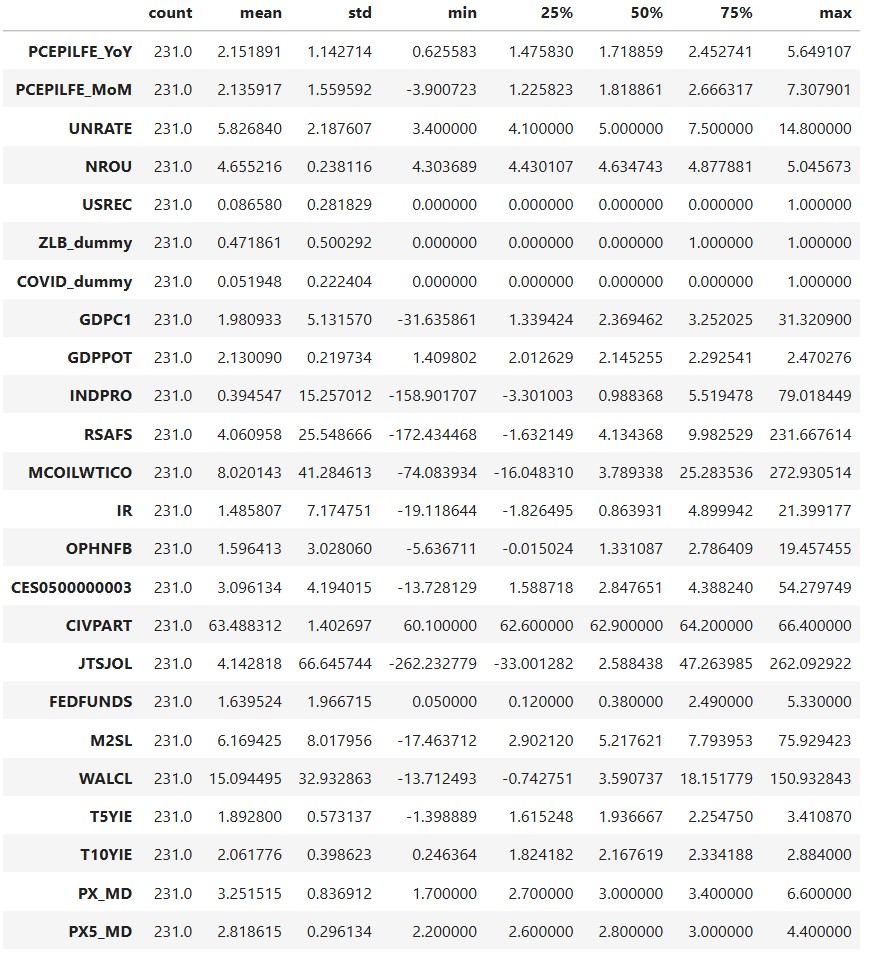 count mean std min 25% 50% 75% max
PCEPILFE_YoY 231.0 2.151891 1.142714 0.625583 1.475830 1.718859 2.452741 5.649107
PCEPILFE_MoM 231.0 2.135917 1.559592 -3.900723 1.225823 1.818861 2.666317 7.307901
UNRATE 231.0 5.826840 2.187607 3.400000 4.100000 5.000000 7.500000 14.800000
NROU 231.0 4.655216 0.238116 4.303689 4.430107 4.634743 4.877881 5.045673
USREC 231.0 0.086580 0.281829 0.000000 0.000000 0.000000 0.000000 1.000000
ZLB_dummy 231.0 0.471861 0.500292 0.000000 0.000000 0.000000 1.000000 1.000000
COVID_dummy 231.0 0.051948 0.222404 0.000000 0.000000 0.000000 0.000000 1.000000
GDPC1 231.0 1.980933 5.131570 -31.635861 1.339424 2.369462 3.252025 31.320900
GDPPOT 231.0 2.130090 0.219734 1.409802 2.012629 2.145255 2.292541 2.470276
INDPRO 231.0 0.394547 15.257012 -158.901707 -3.301003 0.988368 5.519478 79.018449
RSAFS 231.0 4.060958 25.548666 -172.434468 -1.632149 4.134368 9.982529 231.667614
MCOILWTICO 231.0 8.020143 41.284613 -74.083934 -16.048310 3.789338 25.283536 272.930514
IR 231.0 1.485807 7.174751 -19.118644 -1.826495 0.863931 4.899942 21.399177
OPHNFB 231.0 1.596413 3.028060 -5.636711 -0.015024 1.331087 2.786409 19.457455
CES0500000003 231.0 3.096134 4.194015 -13.728129 1.588718 2.847651 4.388240 54.279749
CIVPART 231.0 63.488312 1.402697 60.100000 62.600000 62.900000 64.200000 66.400000
JTSJOL 231.0 4.142818 66.645744 -262.232779 -33.001282 2.588438 47.263985 262.092922
FEDFUNDS 231.0 1.639524 1.966715 0.050000 0.120000 0.380000 2.490000 5.330000
M2SL 231.0 6.169425 8.017956 -17.463712 2.902120 5.217621 7.793953 75.929423
WALCL 231.0 15.094495 32.932863 -13.712493 -0.742751 3.590737 18.151779 150.932843
T5YIE 231.0 1.892800 0.573137 -1.398889 1.615248 1.936667 2.254750 3.410870
T10YIE 231.0 2.061776 0.398623 0.246364 1.824182 2.167619 2.334188 2.884000
PX_MD 231.0 3.251515 0.836912 1.700000 2.700000 3.000000 3.400000 6.600000
PX5_MD 231.0 2.818615 0.296134 2.200000 2.600000 2.800000 3.000000 4.400000